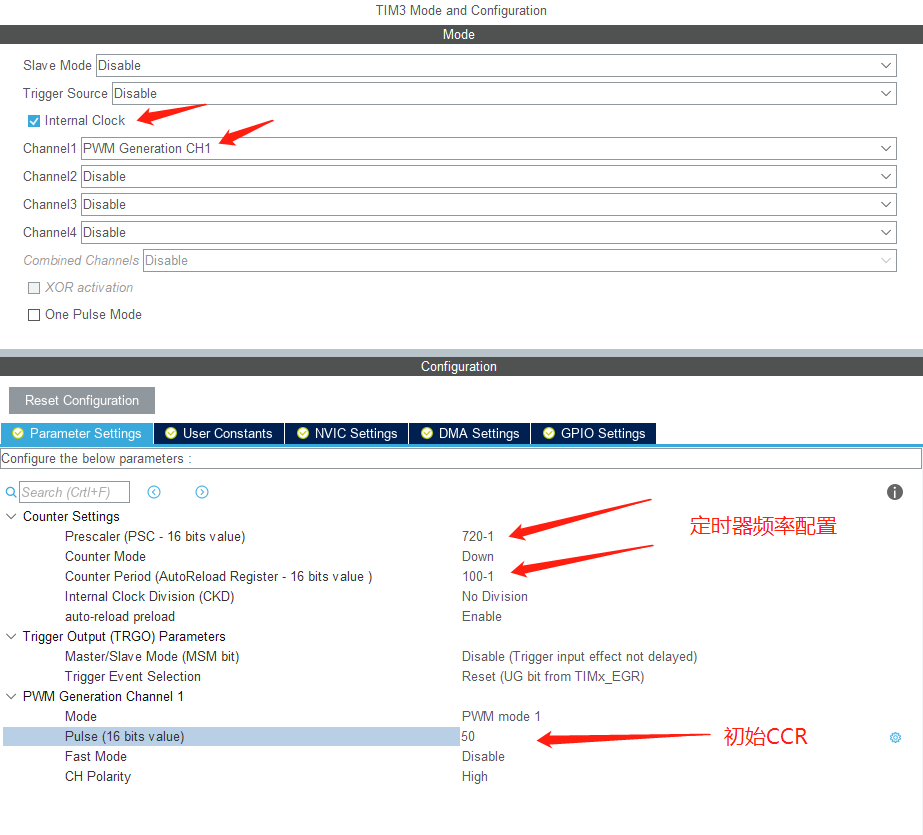 TIM3 Mode and Configuration
Mode
Slave Mode Disable
Trigger Source Disable
Internal Clock
Channel1 PWM Generation CH1
Channel2 Disable
Channel3 Disable
Channel4 Disable
Combined Channels Disable
XOR activation
One Pulse Mode
Configuration
Reset Configuration
Parameter Settings User Constants NVIC Settings DMA Settings GPIO Settings
Configure the below parameters :
Search (Crtl+F)
Counter Settings
Prescaler (PSC - 16 bits value) 720-1
定时器频率配置
Counter Mode Down
Counter Period (AutoReload Register - 16 bits value ) 100-1
Internal Clock Division (CKD) No Division
auto-reload preload Enable
Trigger Output (TRGO) Parameters
Master/Slave Mode (MSM bit) Disable (Trigger input effect not delayed)
Trigger Event Selection Reset (UG bit from TIMx_EGR)
PWM Generation Channel 1
Mode PWM mode 1
Pulse (16 bits value) 50 初始CCR
Fast Mode Disable
CH Polarity High